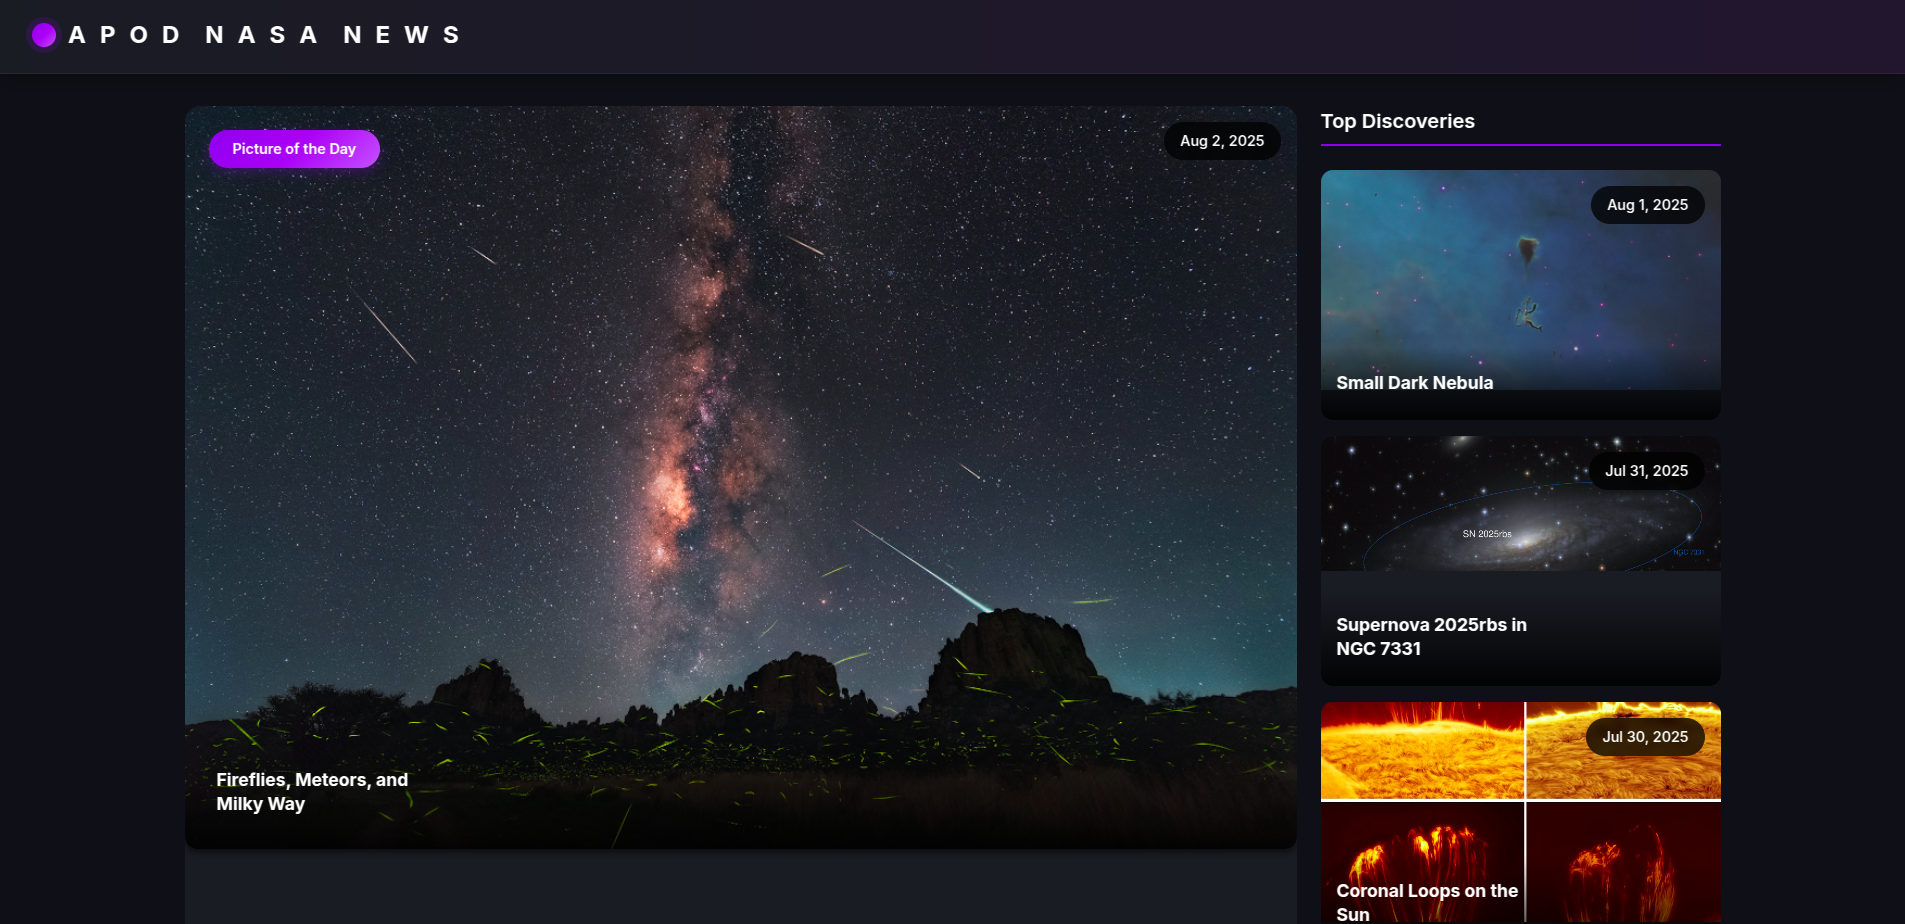 APOD NASA NEWS
Picture of the Day
Aug 2, 2025
Fireflies, Meteors, and
Milky Way
Top Discoveries
Aug 1, 2025
Small Dark Nebula
Jul 31, 2025
SN 2025rbs
NGC 7331
Supernova 2025rbs in
NGC 7331
Jul 30, 2025
Coronal Loops on the
Sun